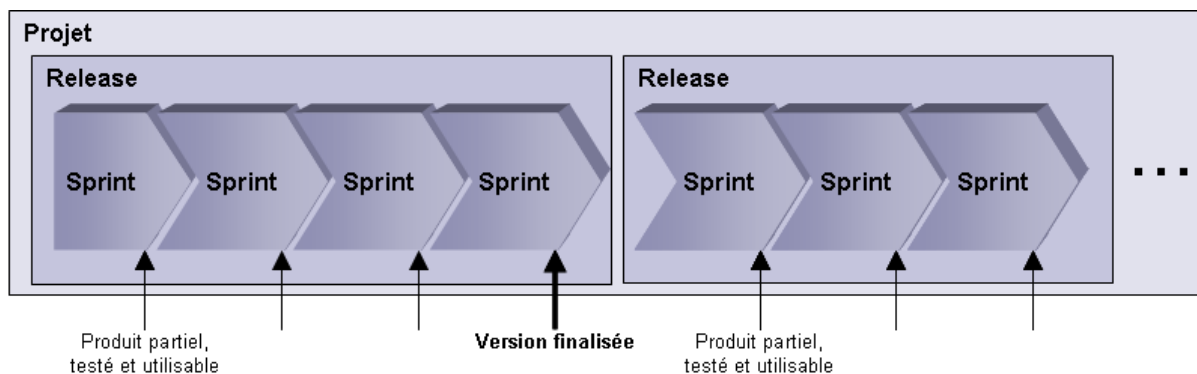 Projet
Release
Sprint
Sprint
Sprint
Sprint
Produit partiel,
testé et utilisable
Version finalisée
Release
Sprint
Sprint
Sprint
...
Produit partiel,
testé et utilisable